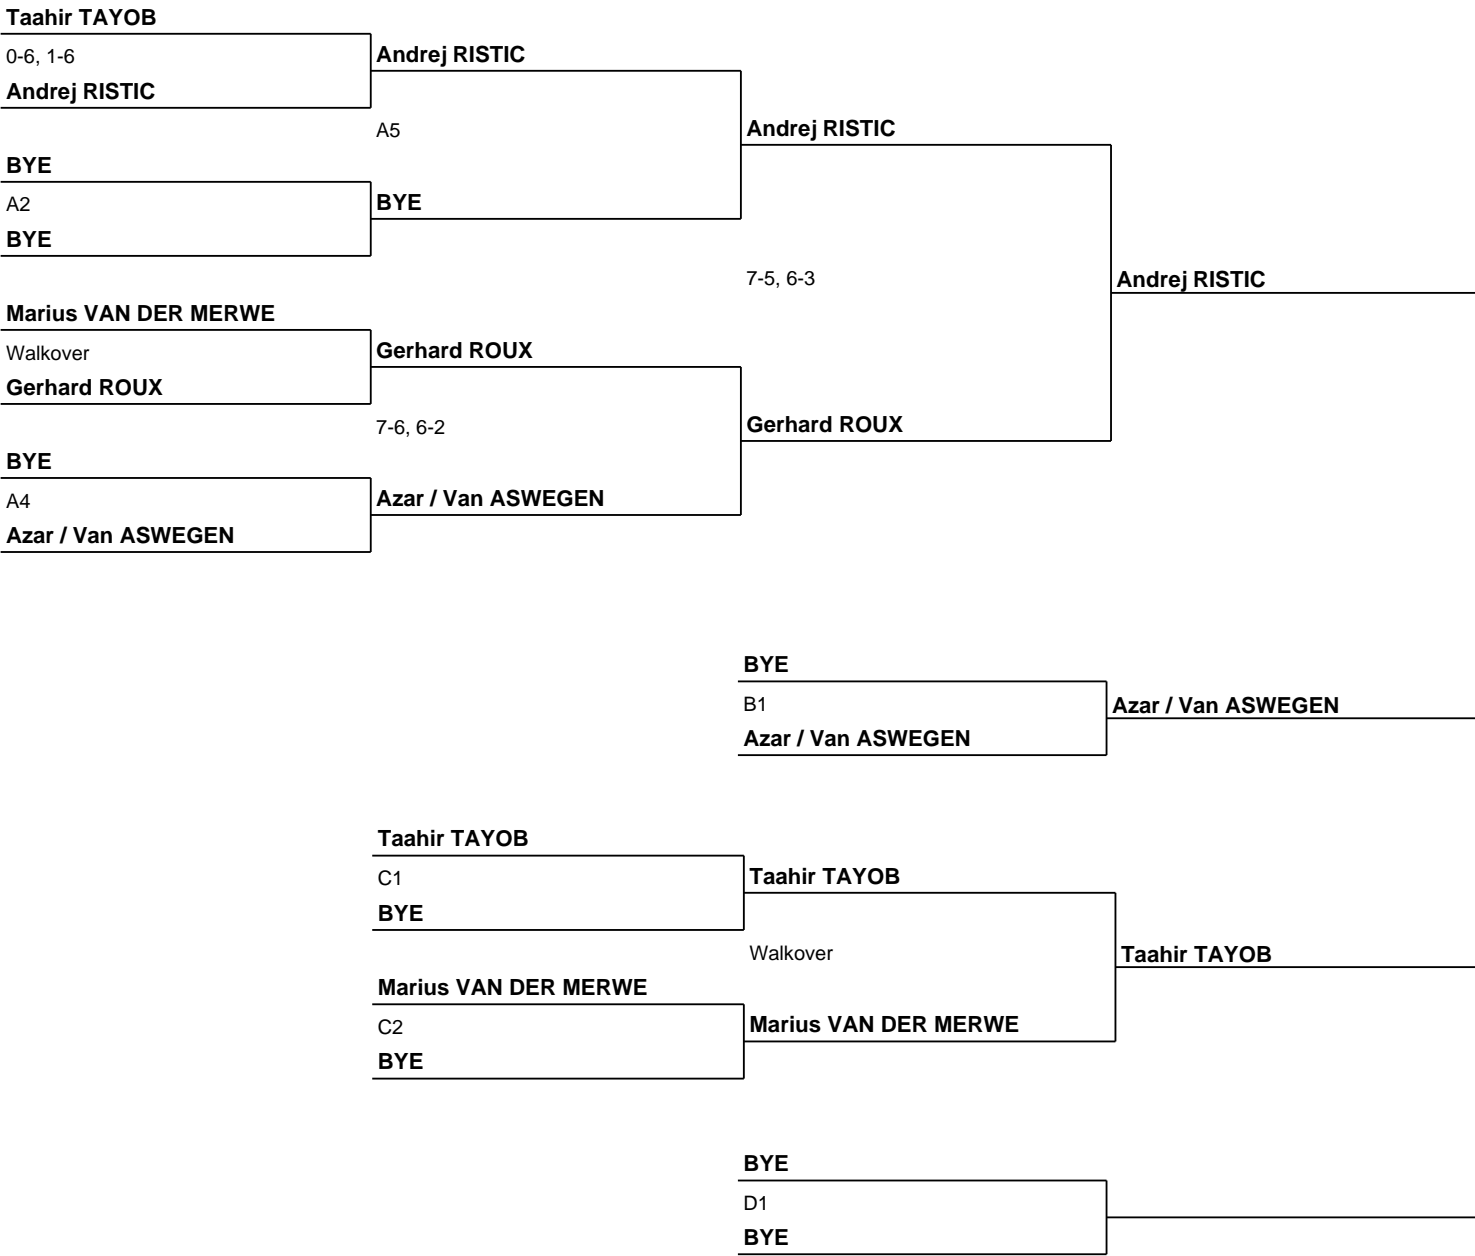 Taahir TAYOB
0-6, 1-6
Andrej RISTIC
Andrej RISTIC
A5
Andrej RISTIC
BYE
A2
BYE
BYE
7-5, 6-3
Andrej RISTIC
Marius VAN DER MERWE
Walkover
Gerhard ROUX
Gerhard ROUX
7-6, 6-2
Gerhard ROUX
BYE
A4
Azar / Van ASWEGEN
Azar / Van ASWEGEN
BYE
B1
Azar / Van ASWEGEN
Azar / Van ASWEGEN
Taahir TAYOB
C1
BYE
Taahir TAYOB
Walkover
Taahir TAYOB
Marius VAN DER MERWE
C2
BYE
Marius VAN DER MERWE
BYE
D1
BYE